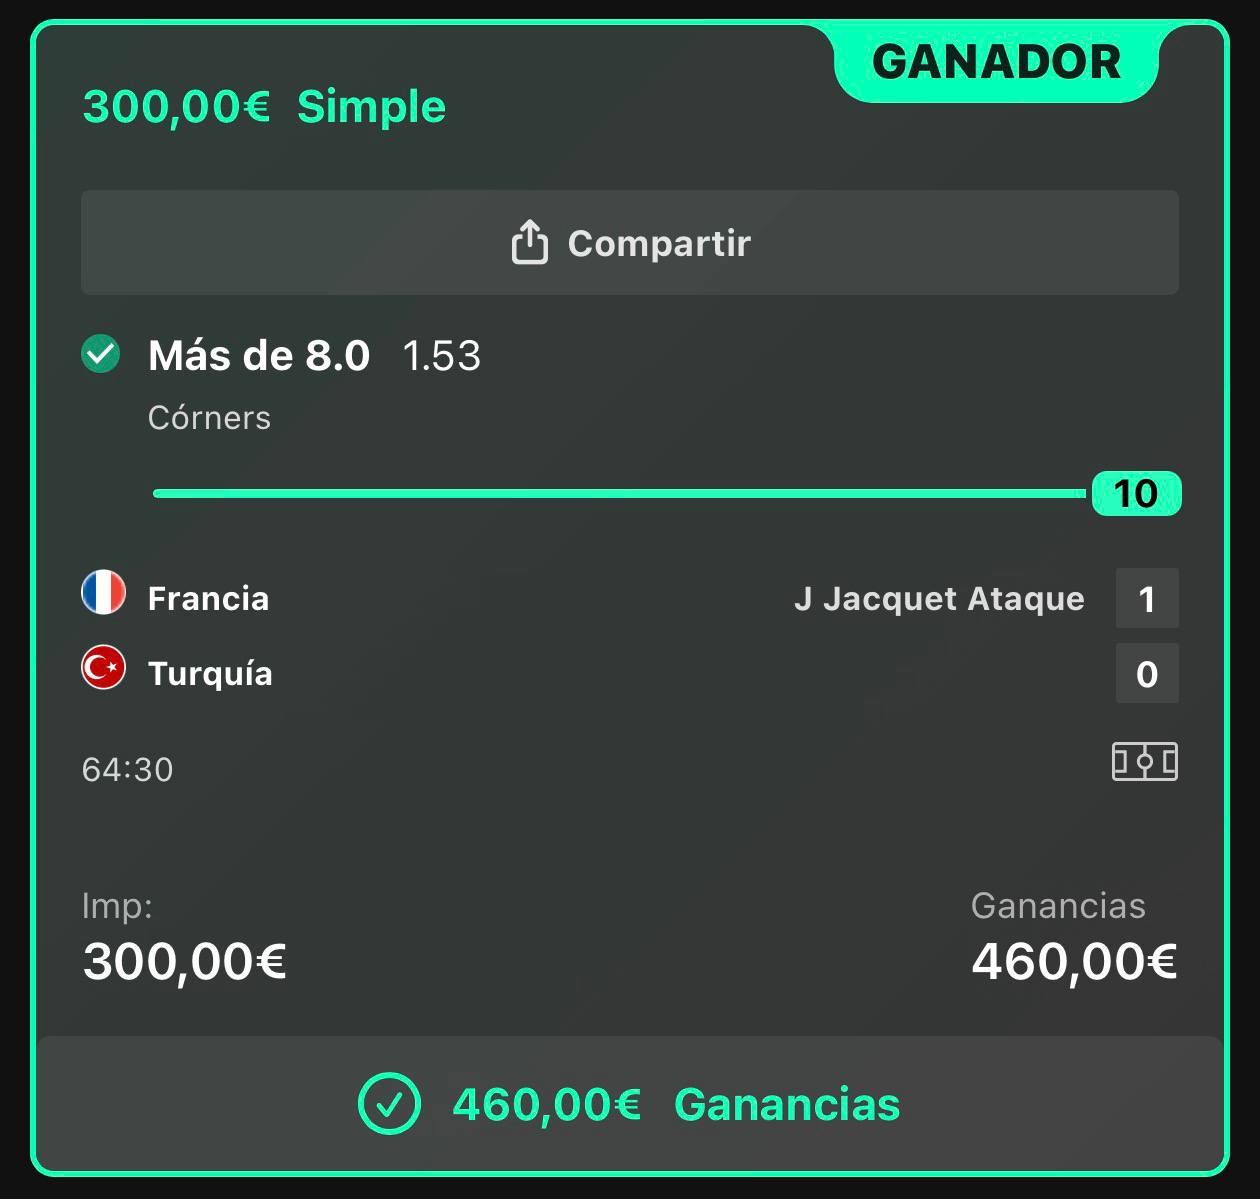 GANADOR
300,00€ Simple
Compartir
Más de 8.0 1.53
Córners
10
Francia J Jacquet Ataque 1
Turquía 0
64:30
Imp: Ganancias
300,00€ 460,00€
460,00€ Ganancias